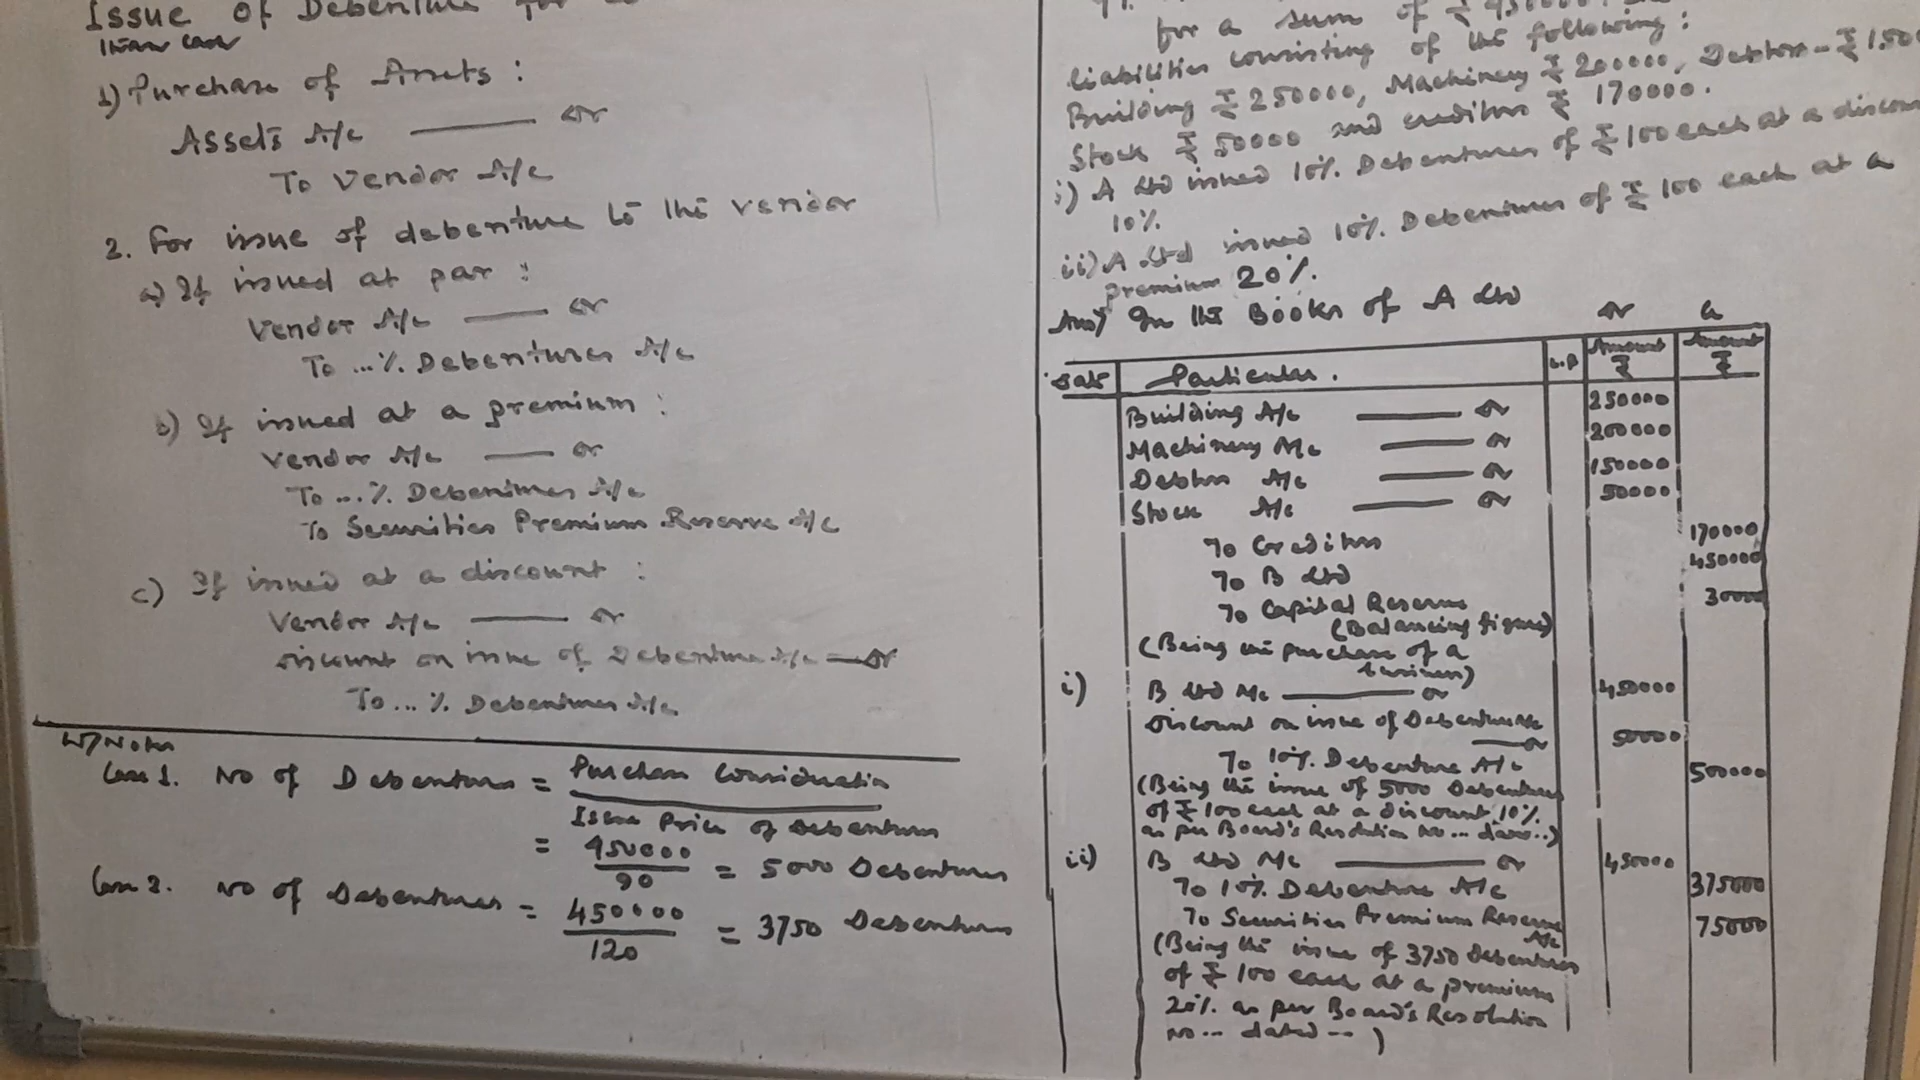 Issue of Debenture for
than cash
1) Purchase of Assets :
Assets A/c ——— Dr
To Vendor A/c
2. For issue of debenture to the vendor
a) If issued at par :
Vendor A/c ——— Dr
To ...% Debentures A/c
b) If issued at a premium :
Vendor A/c ——— Dr
To ...% Debentures A/c
To Securities Premium Reserve A/c
c) If issued at a discount :
Vendor A/c ——— Dr
Discount on issue of Debenture A/c — Dr
To ...% Debentures A/c
W/Notes
Case 1. No of Debentures = Purchase Consideration
Issue Price of Debentures
= 450000
90 = 5000 Debentures
Case 2. No of Debentures = 450000
120 = 3750 Debentures
for a sum of ₹ 450000.
liabilities consisting of the following :
Building ₹ 250000, Machinery ₹ 200000, Debtors - ₹ 1500
Stock ₹ 50000 and creditors ₹ 170000.
i) A Ltd issued 10% Debentures of ₹ 100 each at a discoun
10%.
ii) A Ltd issued 10% Debentures of ₹ 100 each at a
premium 20%.
Ans) In the Books of A Ltd Dr Cr
Date Particulars. L.F Amount ₹ Amount ₹
Building A/c ——— Dr 250000
Machinery A/c ——— Dr 200000
Debtors A/c ——— Dr 150000
Stock A/c ——— Dr 50000
To Creditors 170000
To B Ltd 450000
To Capital Reserve 30000
(Balancing figure)
(Being the purchase of a
business)
i) B Ltd A/c ——— Dr 450000
Discount on issue of Debenture A/c
— Dr 50000
To 10% Debenture A/c 500000
(Being the issue of 5000 Debentures
of ₹ 100 each at a discount 10%
as per Board's Resolution No ... dated..)
ii) B Ltd A/c ——— Dr 450000
To 10% Debenture A/c 375000
To Securities Premium Reserve
A/c 75000
(Being the issue of 3750 debentures
of ₹ 100 each at a premium
20% as per Board's Resolution
No ... dated -- )